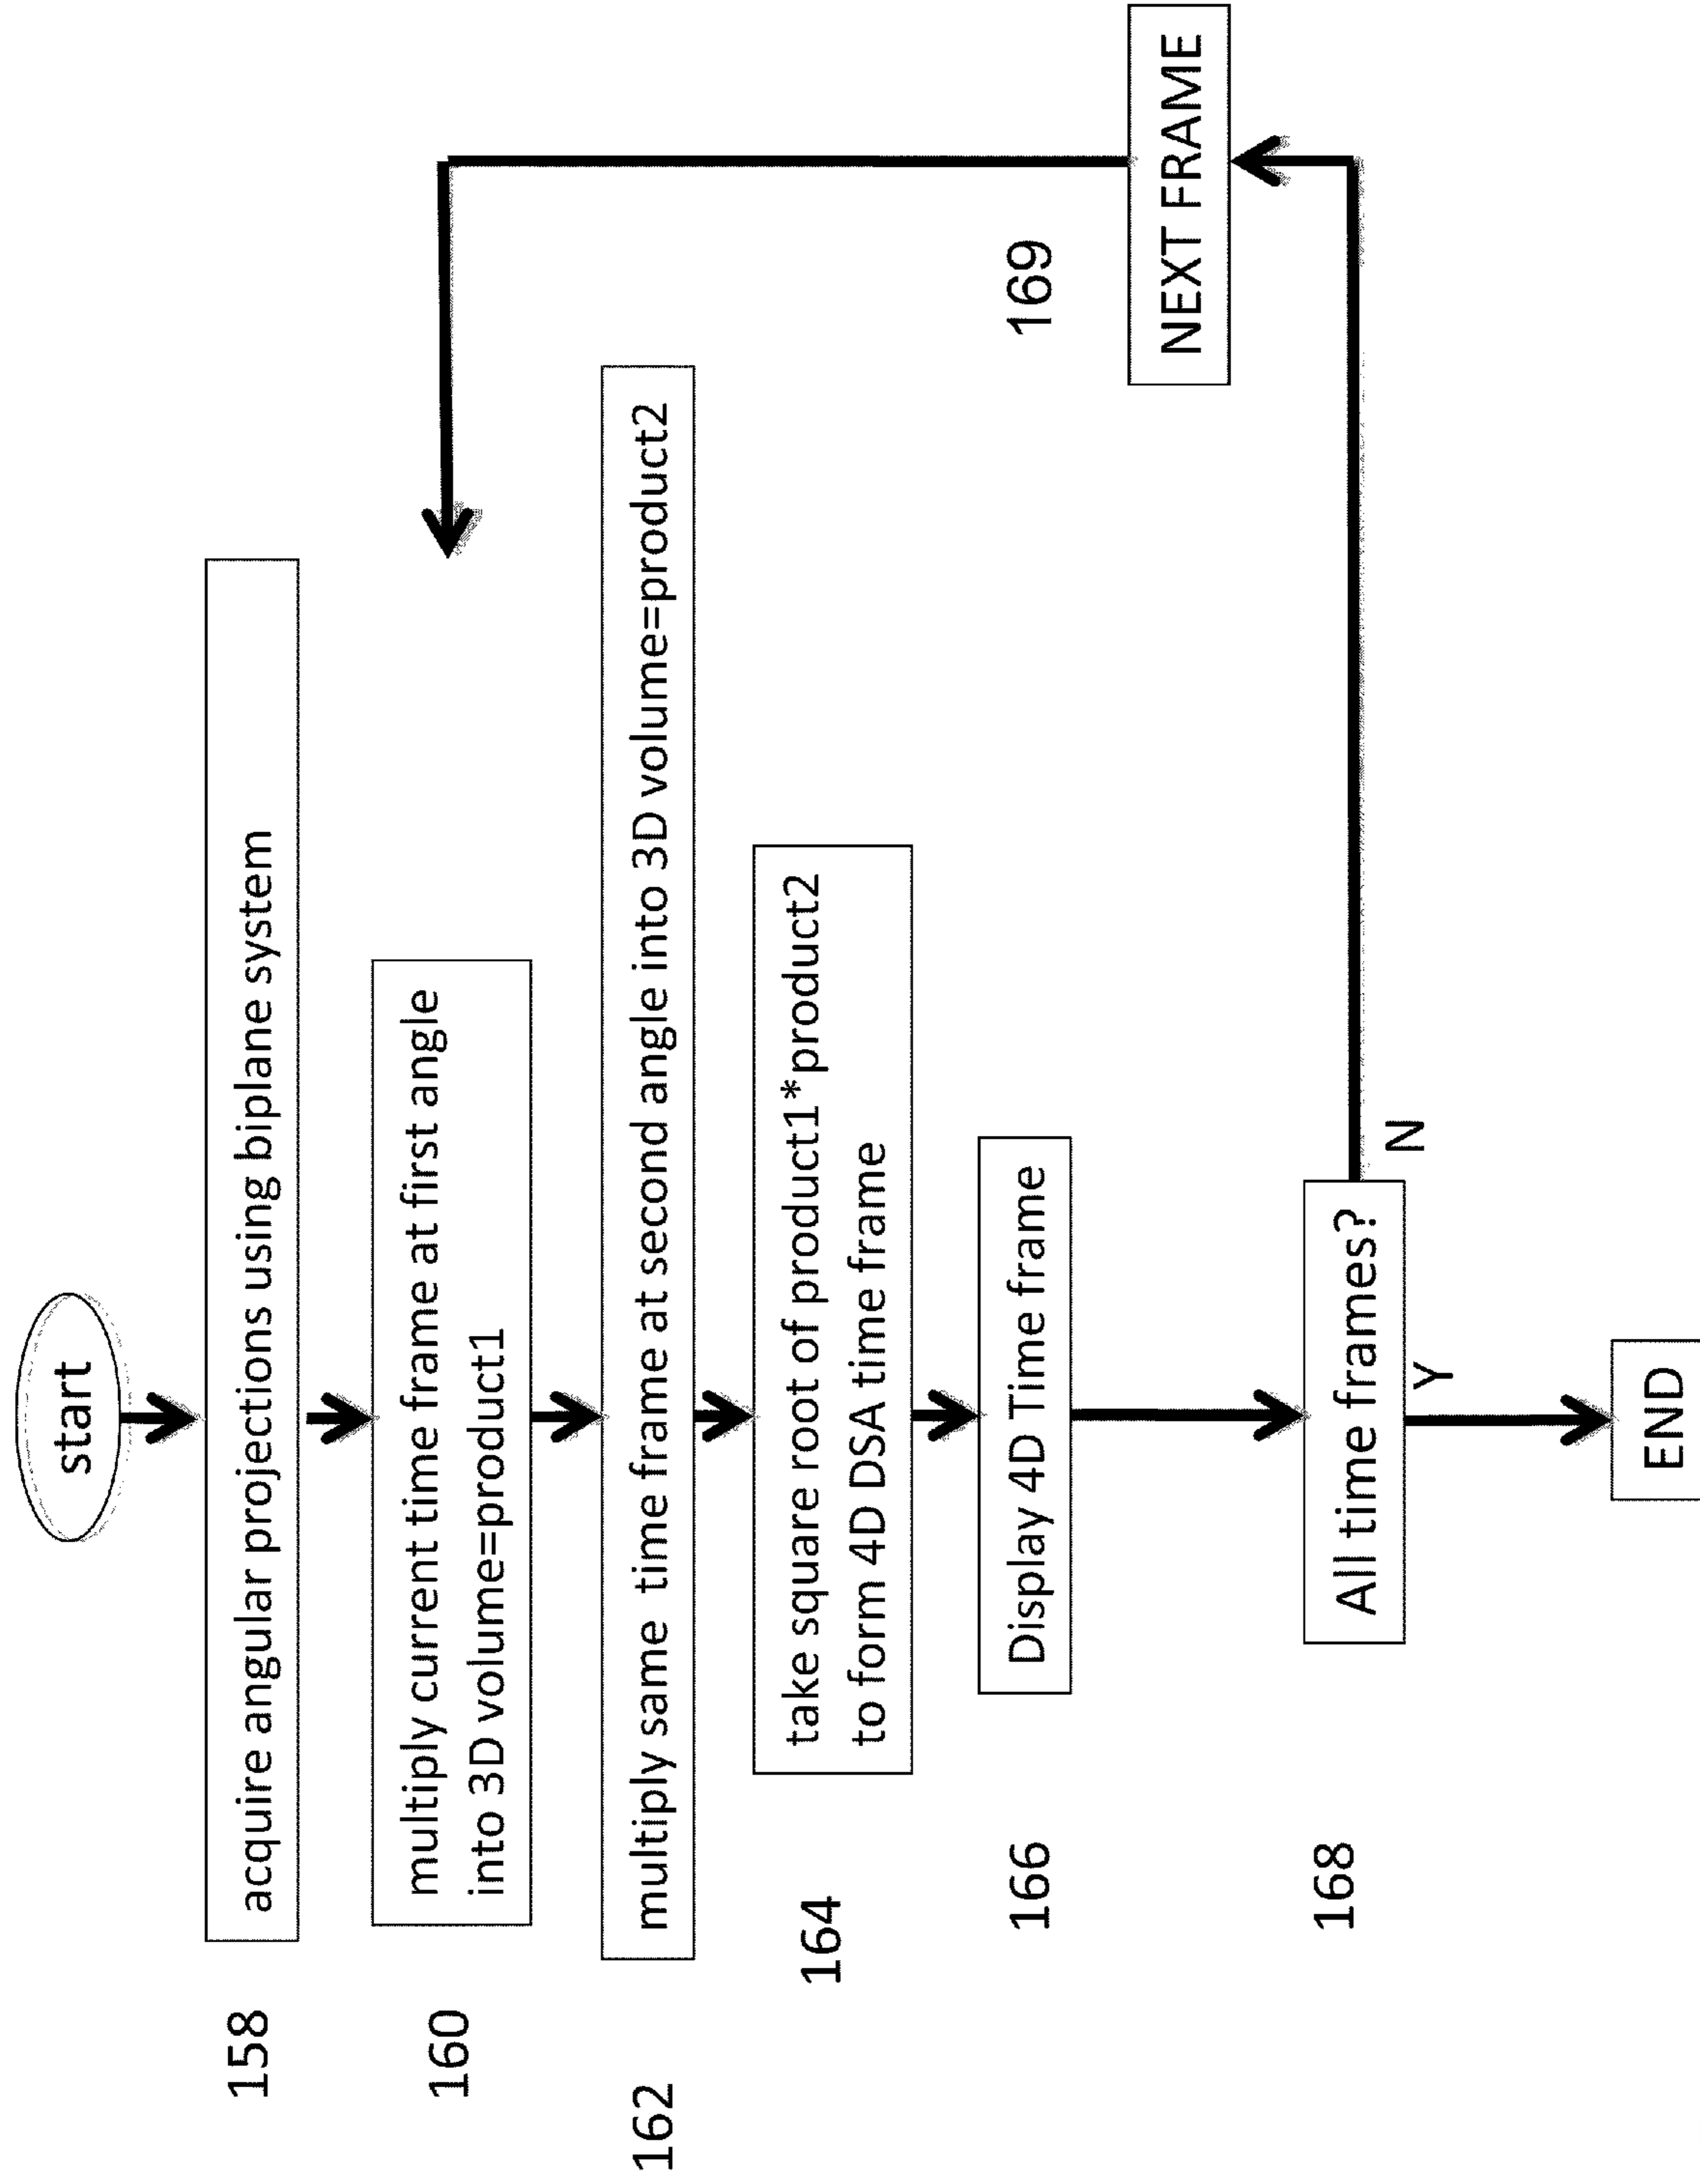 start
158
acquire angular projections using biplane system
160
multiply current time frame at first angle
into 3D volume=product1
162
multiply same  time frame at second angle into 3D volume=product2
164
take square root of product1*product2
to form 4D DSA time frame
166
Display 4D Time frame
169
NEXT FRAME
168
All time frames?
N
Y
END